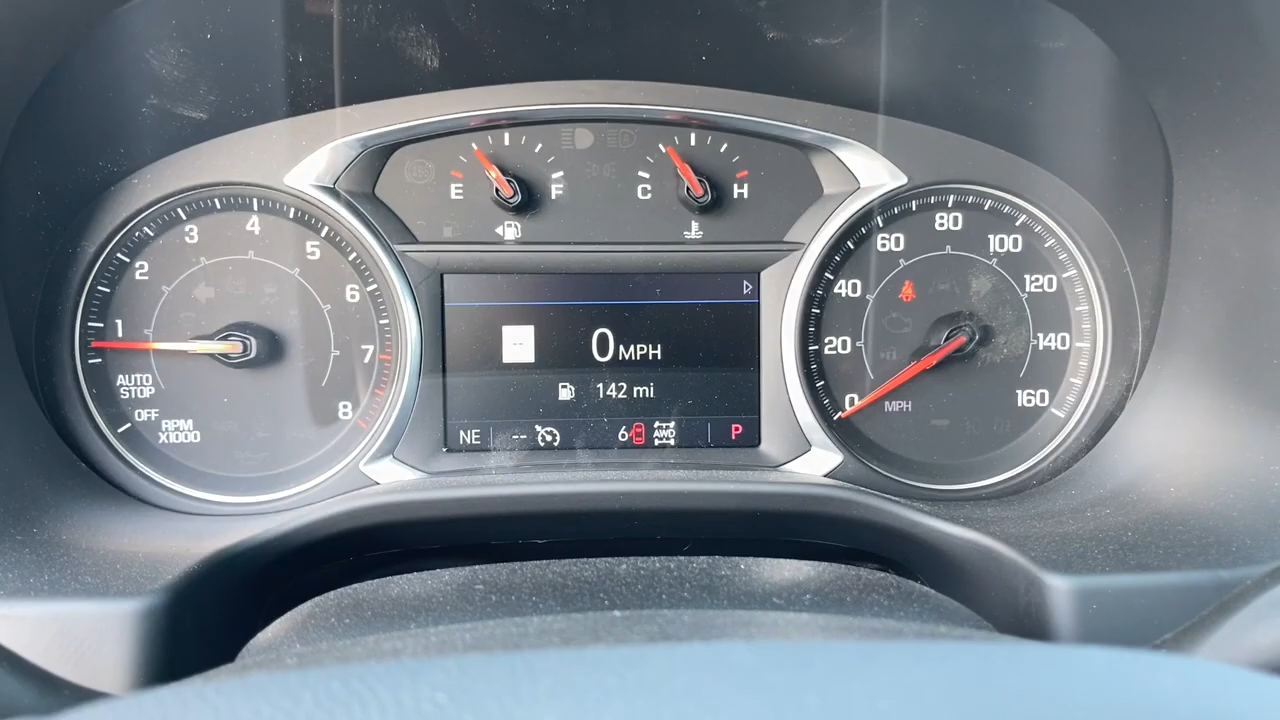 E F
C H
1 2 3 4 5 6 7 8
AUTO
STOP
OFF
RPM
X1000
--
0 MPH
142 mi
NE -- 6 AWD P
0 20 40 60 80 100 120 140 160
MPH